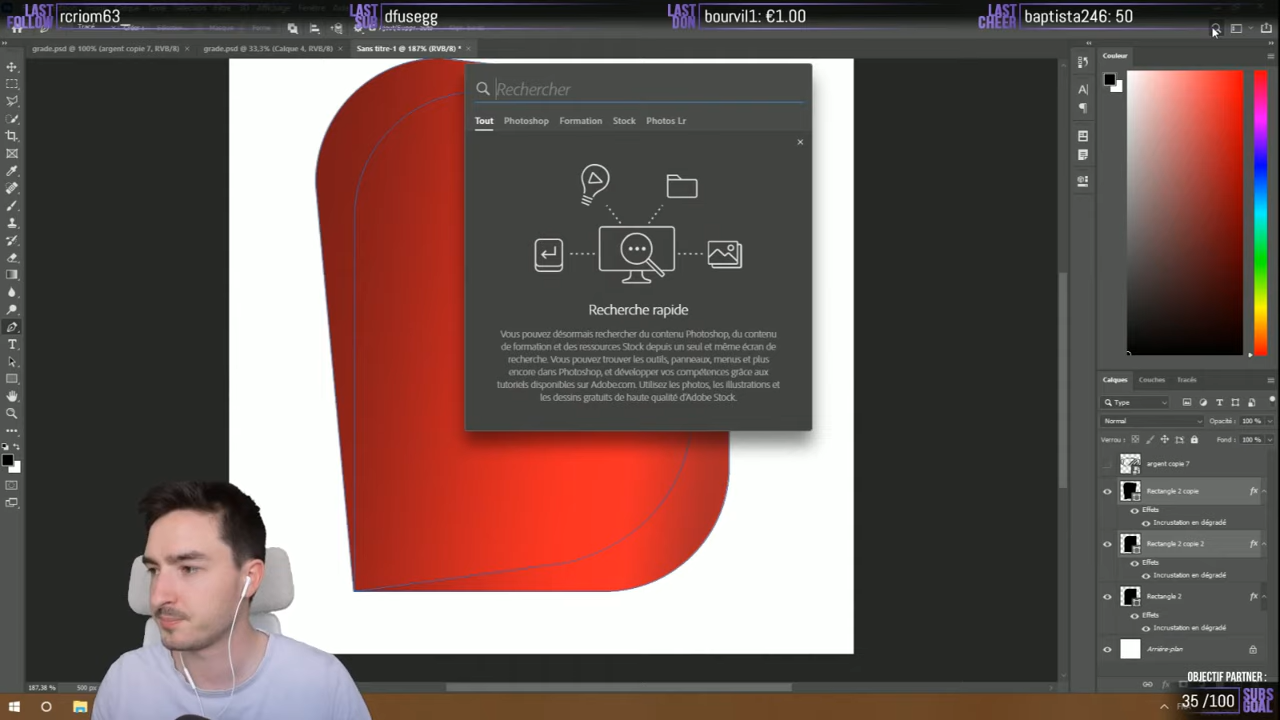 LAST FOLLOW rcriom63
LAST SUB dfusegg
LAST DON bourvil1: €1.00
LAST CHEER baptista246: 50
grade.psd @ 100% (argent copie 7, RVB/8) ×
grade.psd @ 33,3% (Calque 4, RVB/8) ×
Sans titre-1 @ 187% (RVB/8) * ×
Couleur
Rechercher
Tout Photoshop Formation Stock Photos Lr
Recherche rapide
Vous pouvez désormais rechercher du contenu Photoshop, du contenu
de formation et des ressources Stock depuis un seul et même écran de
recherche. Vous pouvez trouver les outils, panneaux, menus et plus
encore dans Photoshop, et développer vos compétences grâce aux
tutoriels disponibles sur Adobe.com. Utilisez les photos, les illustrations et
les dessins gratuits de haute qualité d'Adobe Stock.
Calques Couches Tracés
Type
Normal Opacité : 100 %
Verrou : Fond : 100 %
argent copie 7
Rectangle 2 copie fx
Effets
Incrustation en dégradé
Rectangle 2 copie 2
Effets
Incrustation en dégradé
Rectangle 2 fx
Effets
Incrustation en dégradé
Arrière-plan
187,38 % 500 px
OBJECTIF PARTNER :
35 /100 SUBS GOAL